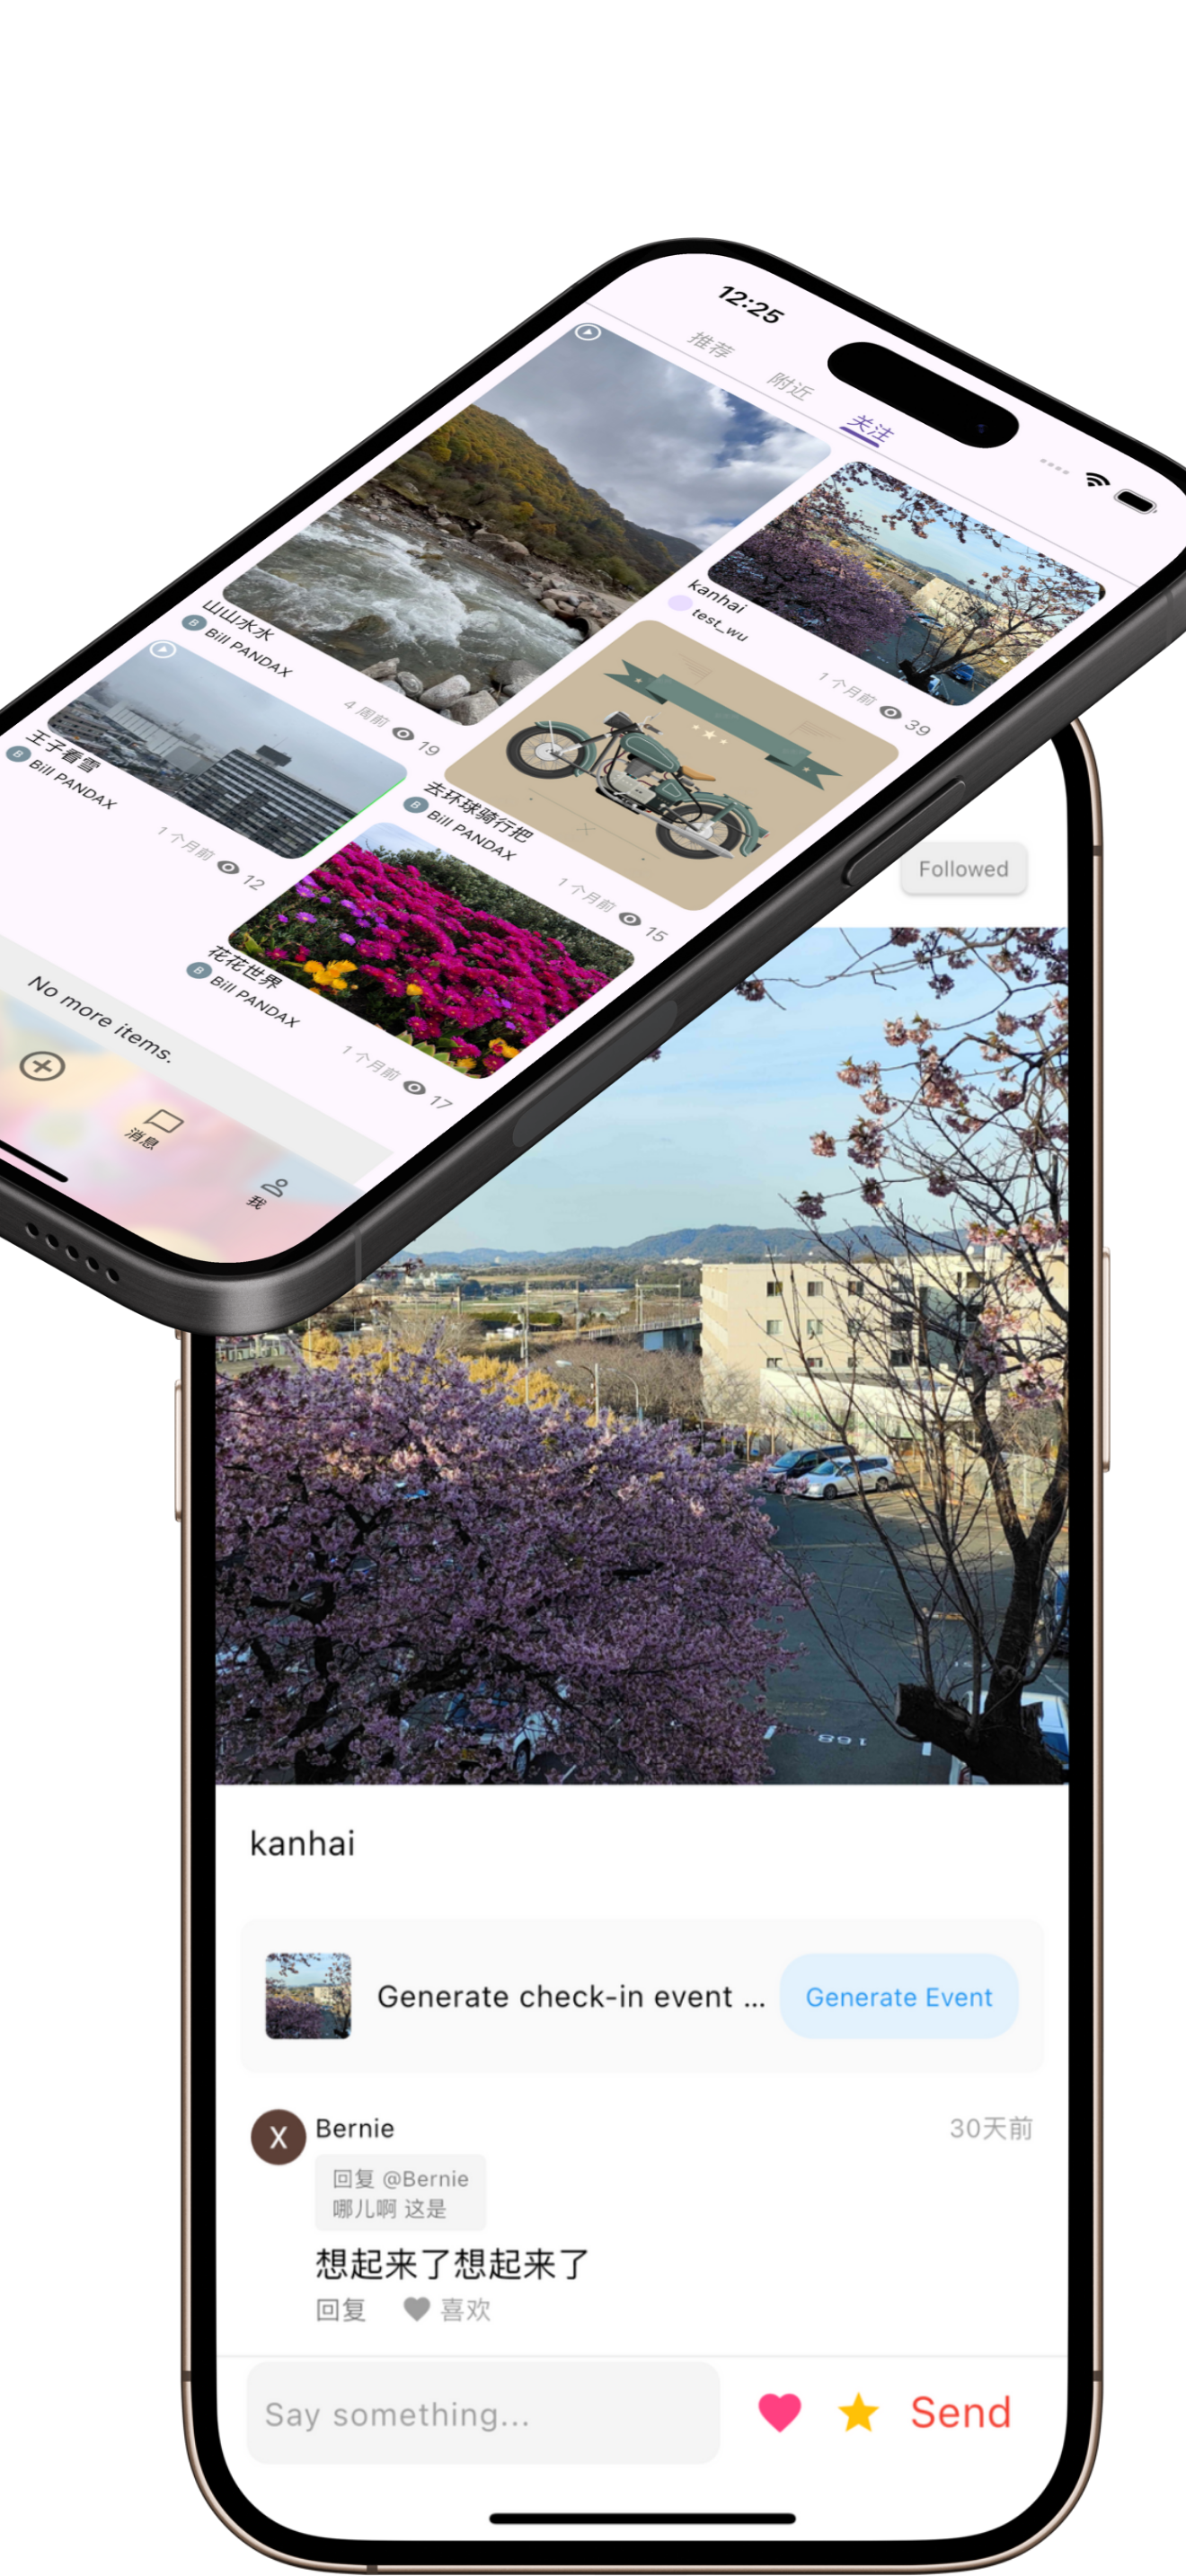 12:25
推荐
附近
关注
山山水水
B Bill PANDAX
4 周前 19
kanhai
test_wu
1 个月前 39
王子看雪
B Bill PANDAX
1 个月前 12
去环球骑行把
B Bill PANDAX
1 个月前 15
花花世界
B Bill PANDAX
1 个月前 17
No more items.
消息
我
Followed
168
kanhai
Generate check-in event ...
Generate Event
X
Bernie
30天前
回复 @Bernie
哪儿啊 这是
想起来了想起来了
回复 喜欢
Say something...
Send